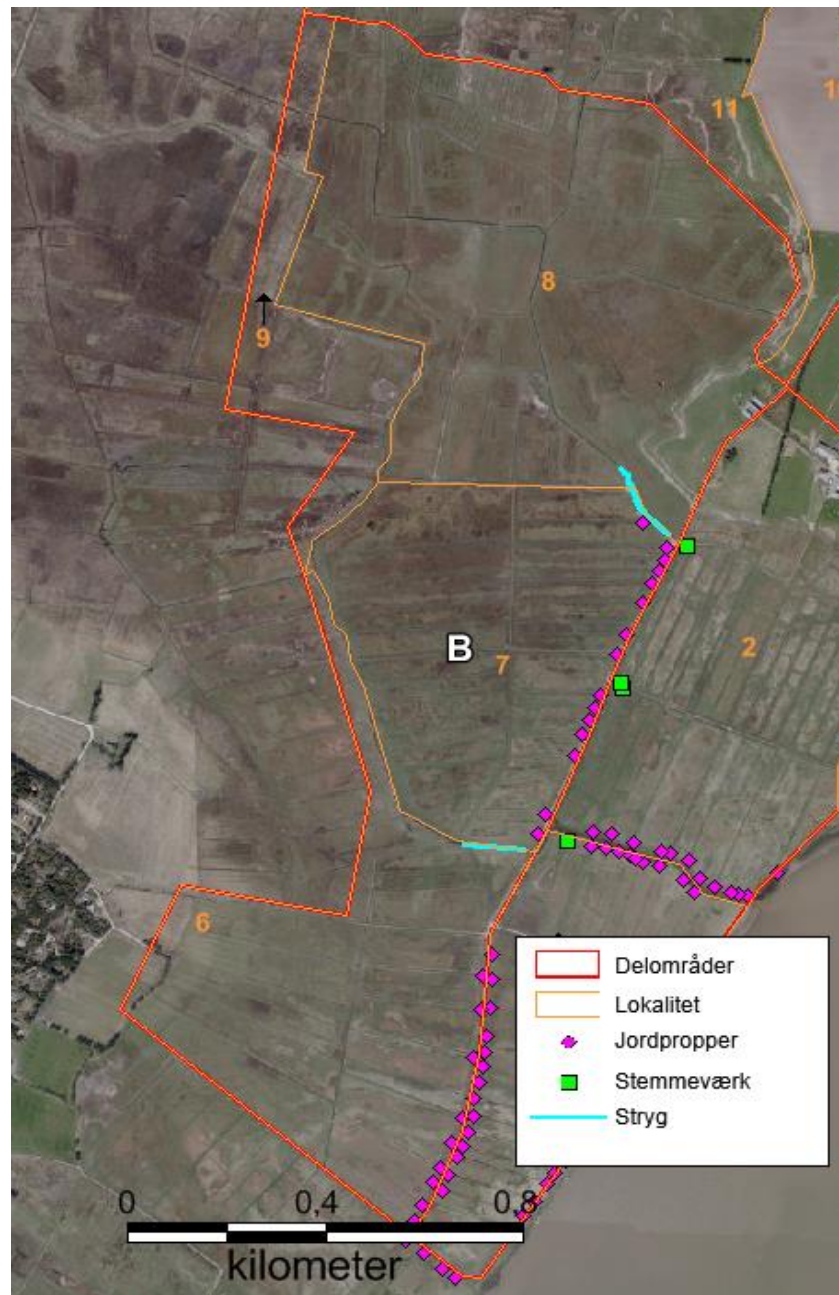 11
8
9
2
B
7
6
Delområder
Lokalitet
Jordpropper
Stemmeværk
Stryg
0 0,4 0,8
kilometer